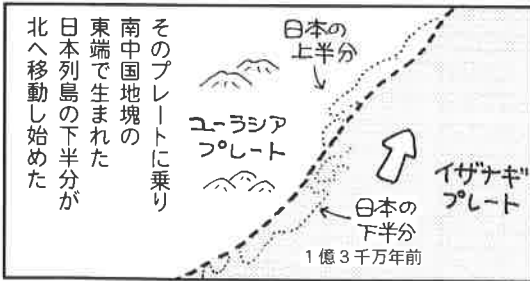 日本の
上半分
イザナギ
プレート
ユーラシア
プレート
日本の
下半分
1億3千万年前
そのプレートに乗り
南中国地塊の
東端で生まれた
日本列島の下半分が
北へ移動し始めた